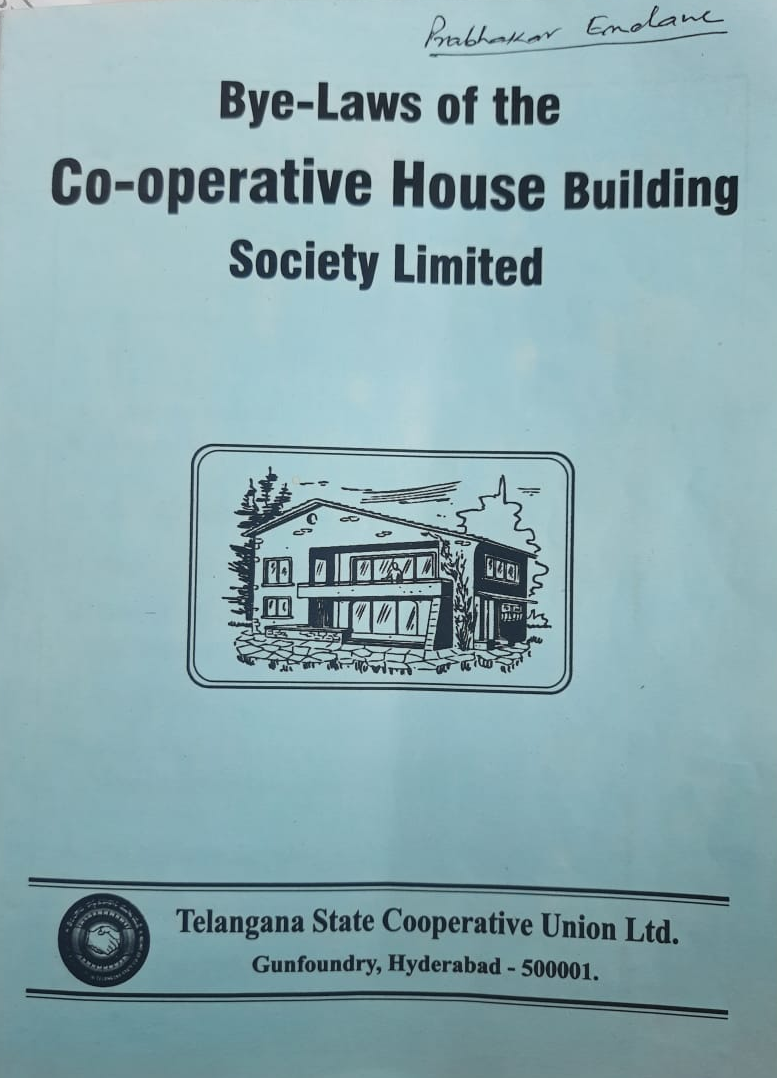 Prabhakar Emdane
Bye-Laws of the
Co-operative House Building
Society Limited
Telangana State Cooperative Union Ltd.
Gunfoundry, Hyderabad - 500001.